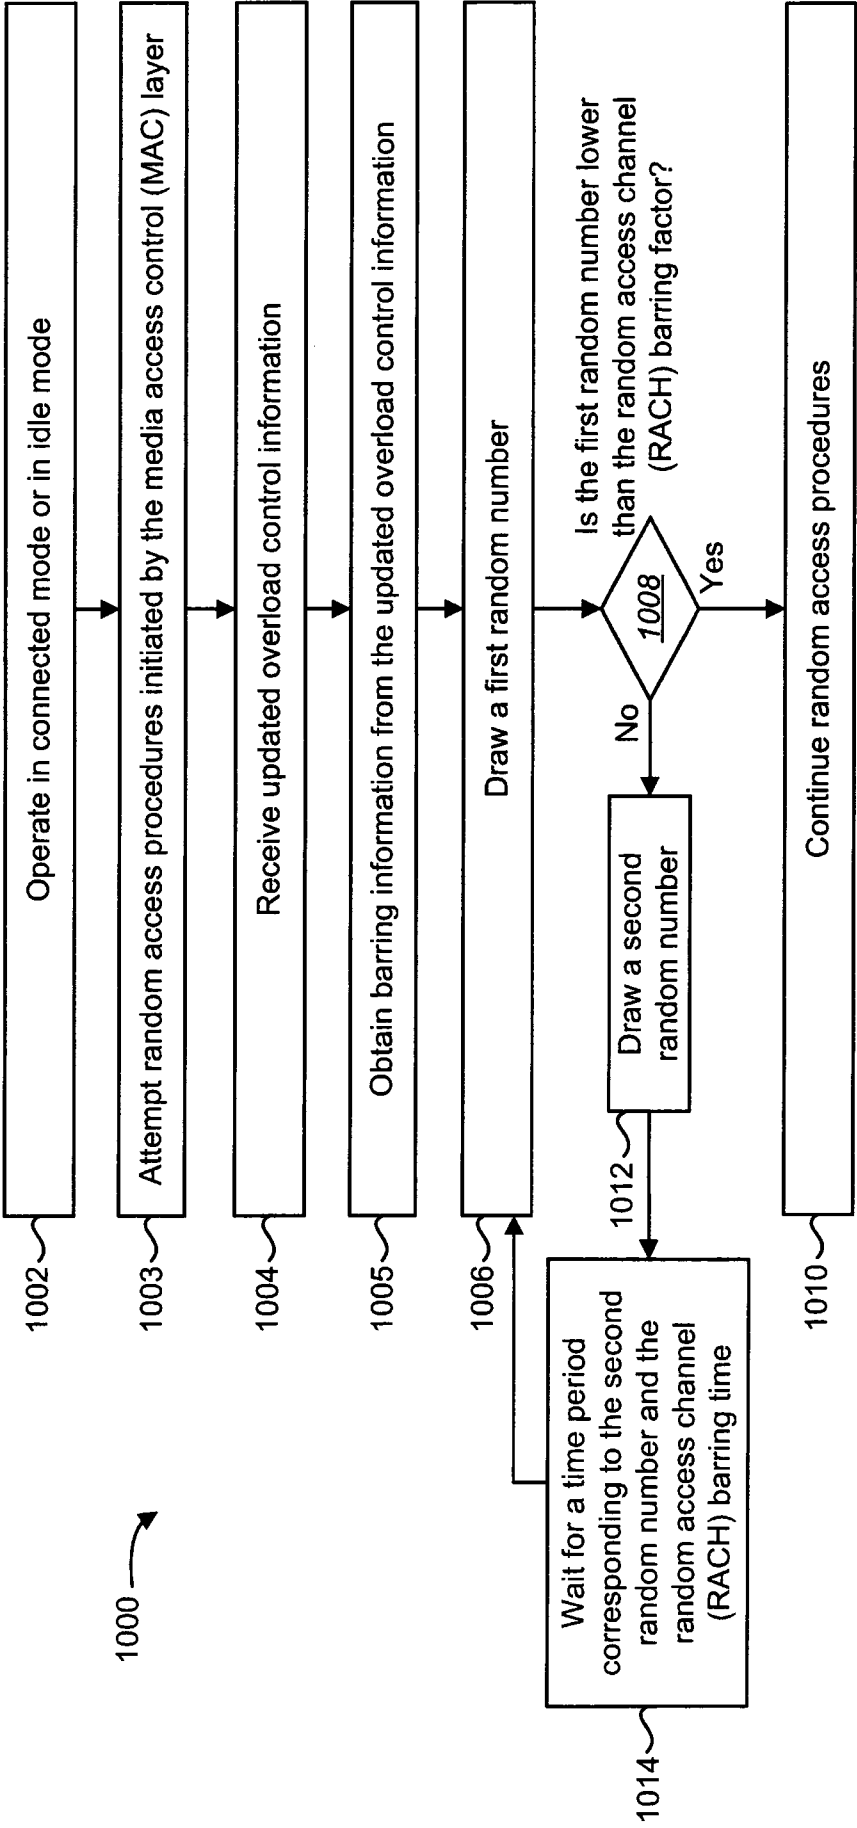 1000
1002
Operate in connected mode or in idle mode
1003
Attempt random access procedures initiated by the media access control (MAC) layer
1004
Receive updated overload control information
1005
Obtain barring information from the updated overload control information
1006
Draw a first random number
Is the first random number lower
than the random access channel
(RACH) barring factor?
1008
No
Yes
1012
Draw a second
random number
1014
Wait for a time period
corresponding to the second
random number and the
random access channel
(RACH) barring time
1010
Continue random access procedures